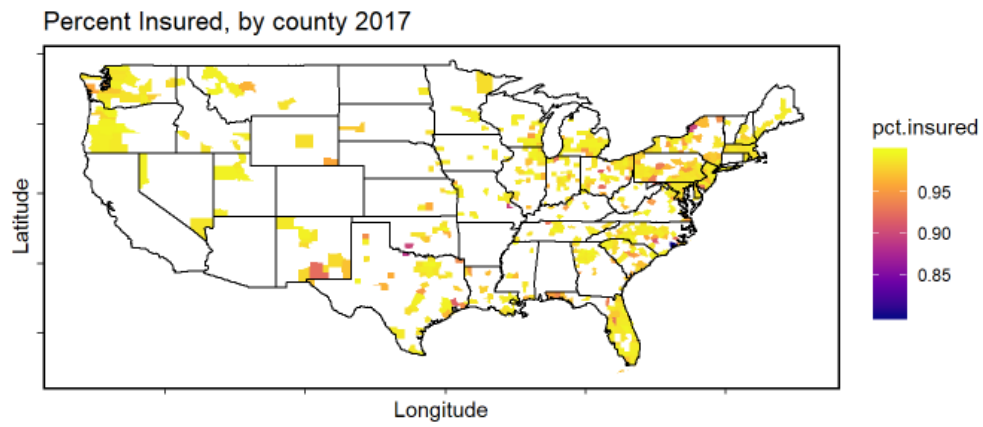 Percent Insured, by county 2017
Latitude
Longitude
pct.insured
0.95
0.90
0.85